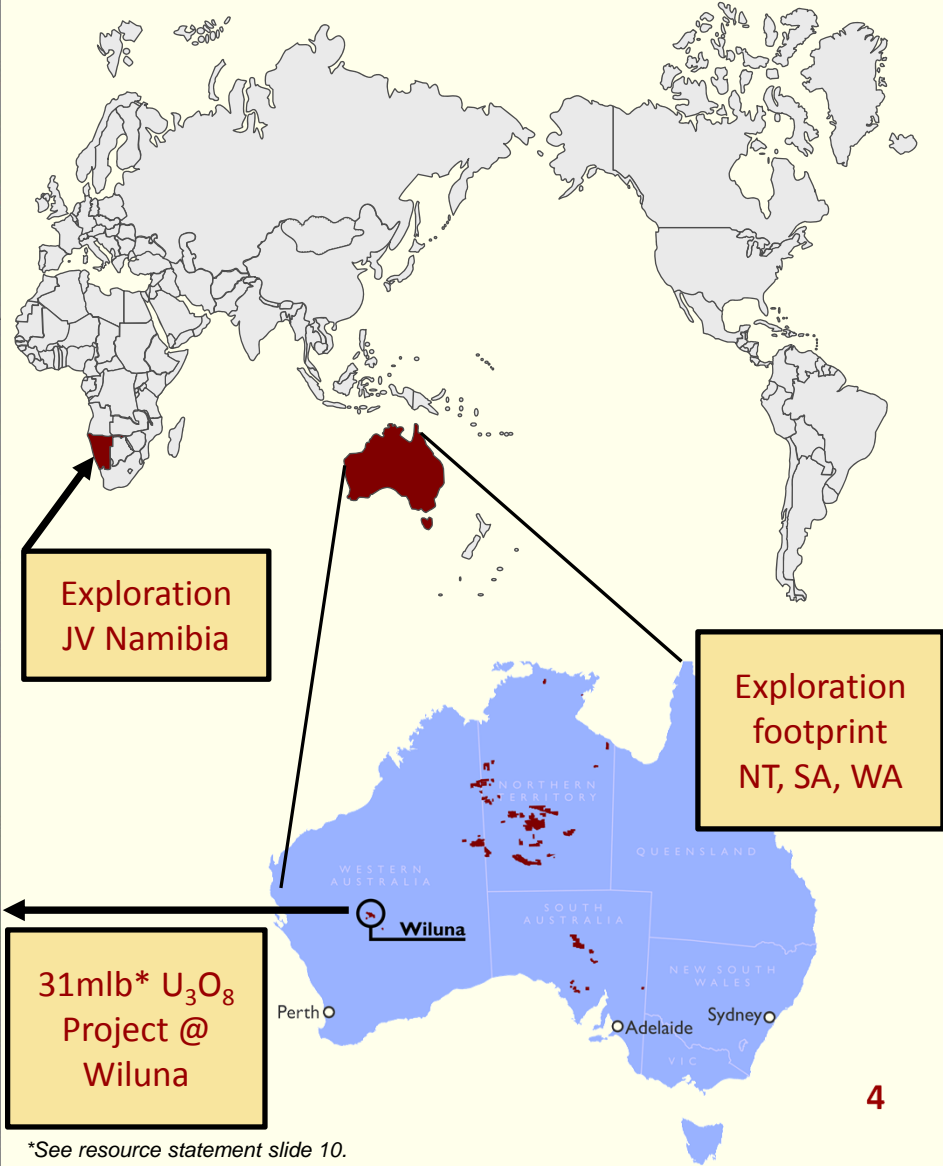 Exploration
JV Namibia
Exploration
footprint
NT, SA, WA
NORTHERN
TERRITORY
QUEENSLAND
WESTERN
AUSTRALIA
SOUTH
AUSTRALIA
Wiluna
NEW SOUTH
WALES
31mlb* U₃O₈
Project @
Wiluna
Perth
Sydney
Adelaide
VIC
4
*See resource statement slide 10.